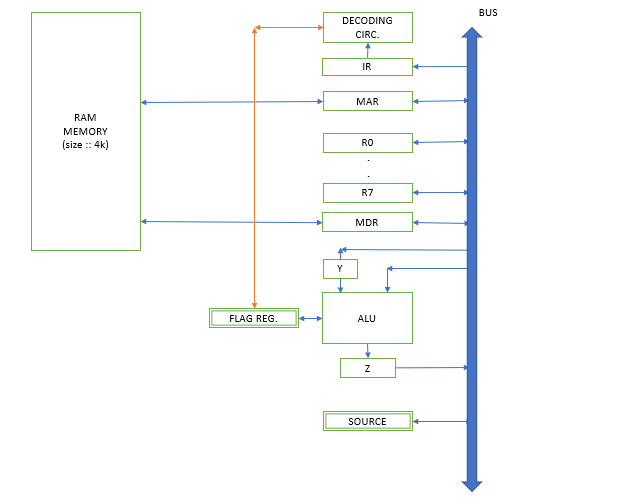 BUS
DECODING
CIRC.
IR
RAM
MEMORY
(size :: 4k)
MAR
R0
.
.
R7
MDR
Y
FLAG REG.
ALU
Z
SOURCE